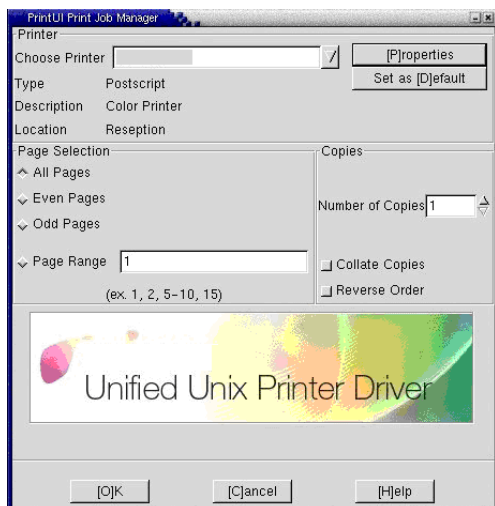 PrintUI Print Job Manager
Printer
Choose Printer
[P]roperties
Set as [D]efault
Type Postscript
Description Color Printer
Location Reseption
Page Selection
All Pages
Even Pages
Odd Pages
Page Range 1
(ex. 1, 2, 5-10, 15)
Copies
Number of Copies 1
Collate Copies
Reverse Order
Unified Unix Printer Driver
[O]K
[C]ancel
[H]elp